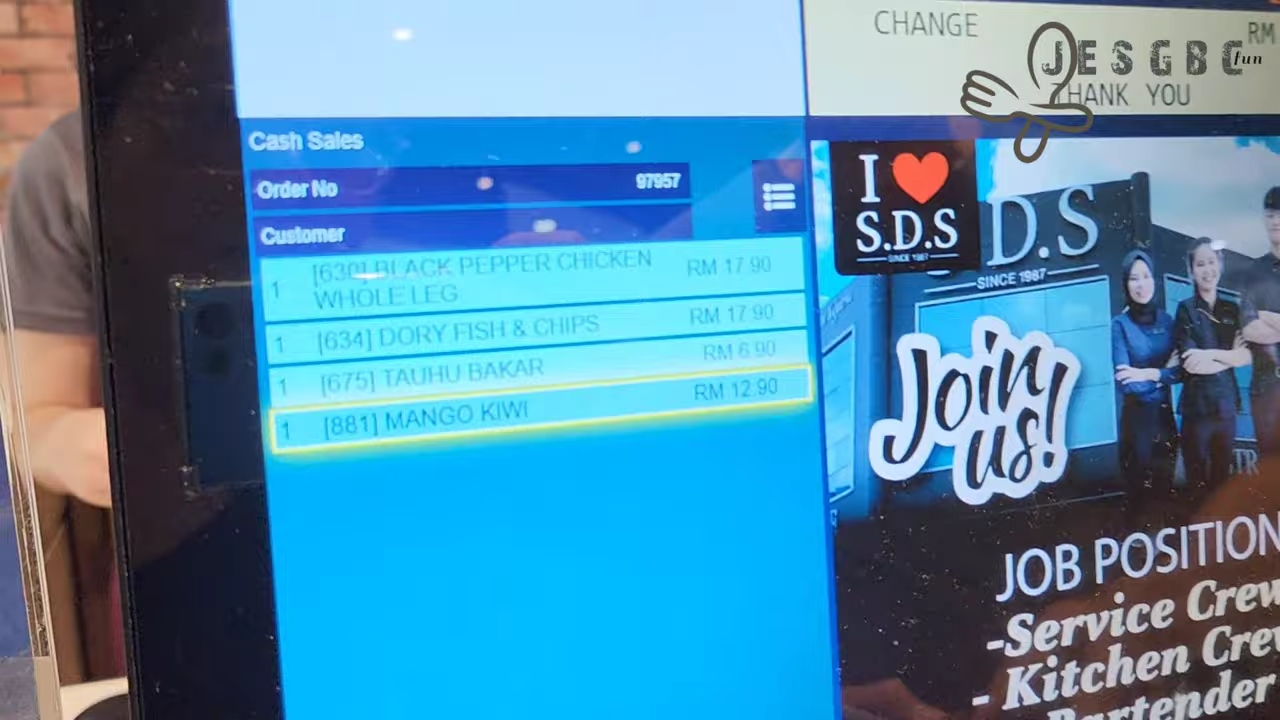 CHANGE RM
JESGBC
fun
THANK YOU
Cash Sales
Order No 97957
Customer
1 [630] BLACK PEPPER CHICKEN WHOLE LEG RM 17.90
1 [634] DORY FISH & CHIPS RM 17.90
1 [675] TAUHU BAKAR RM 6.90
1 [881] MANGO KIWI RM 12.90
I
S.D.S
SINCE 1987
D.S
SINCE 1987
Join
us!
JOB POSITION
-Service Crew
- Kitchen Cre
Bartender